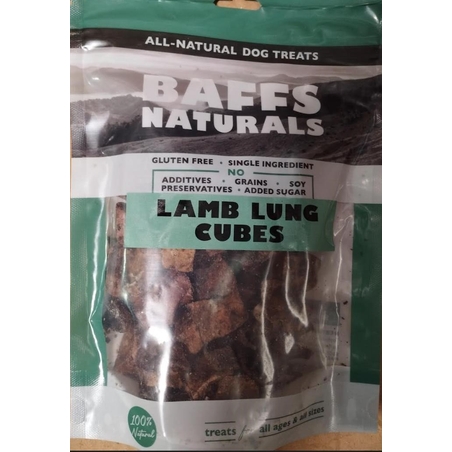 ALL-NATURAL DOG TREATS
BAFFS
NATURALS
GLUTEN FREE • SINGLE INGREDIENT
NO
ADDITIVES • GRAINS • SOY
PRESERVATIVES • ADDED SUGAR
LAMB LUNG
CUBES
100%
Natural
treats / all ages & all sizes